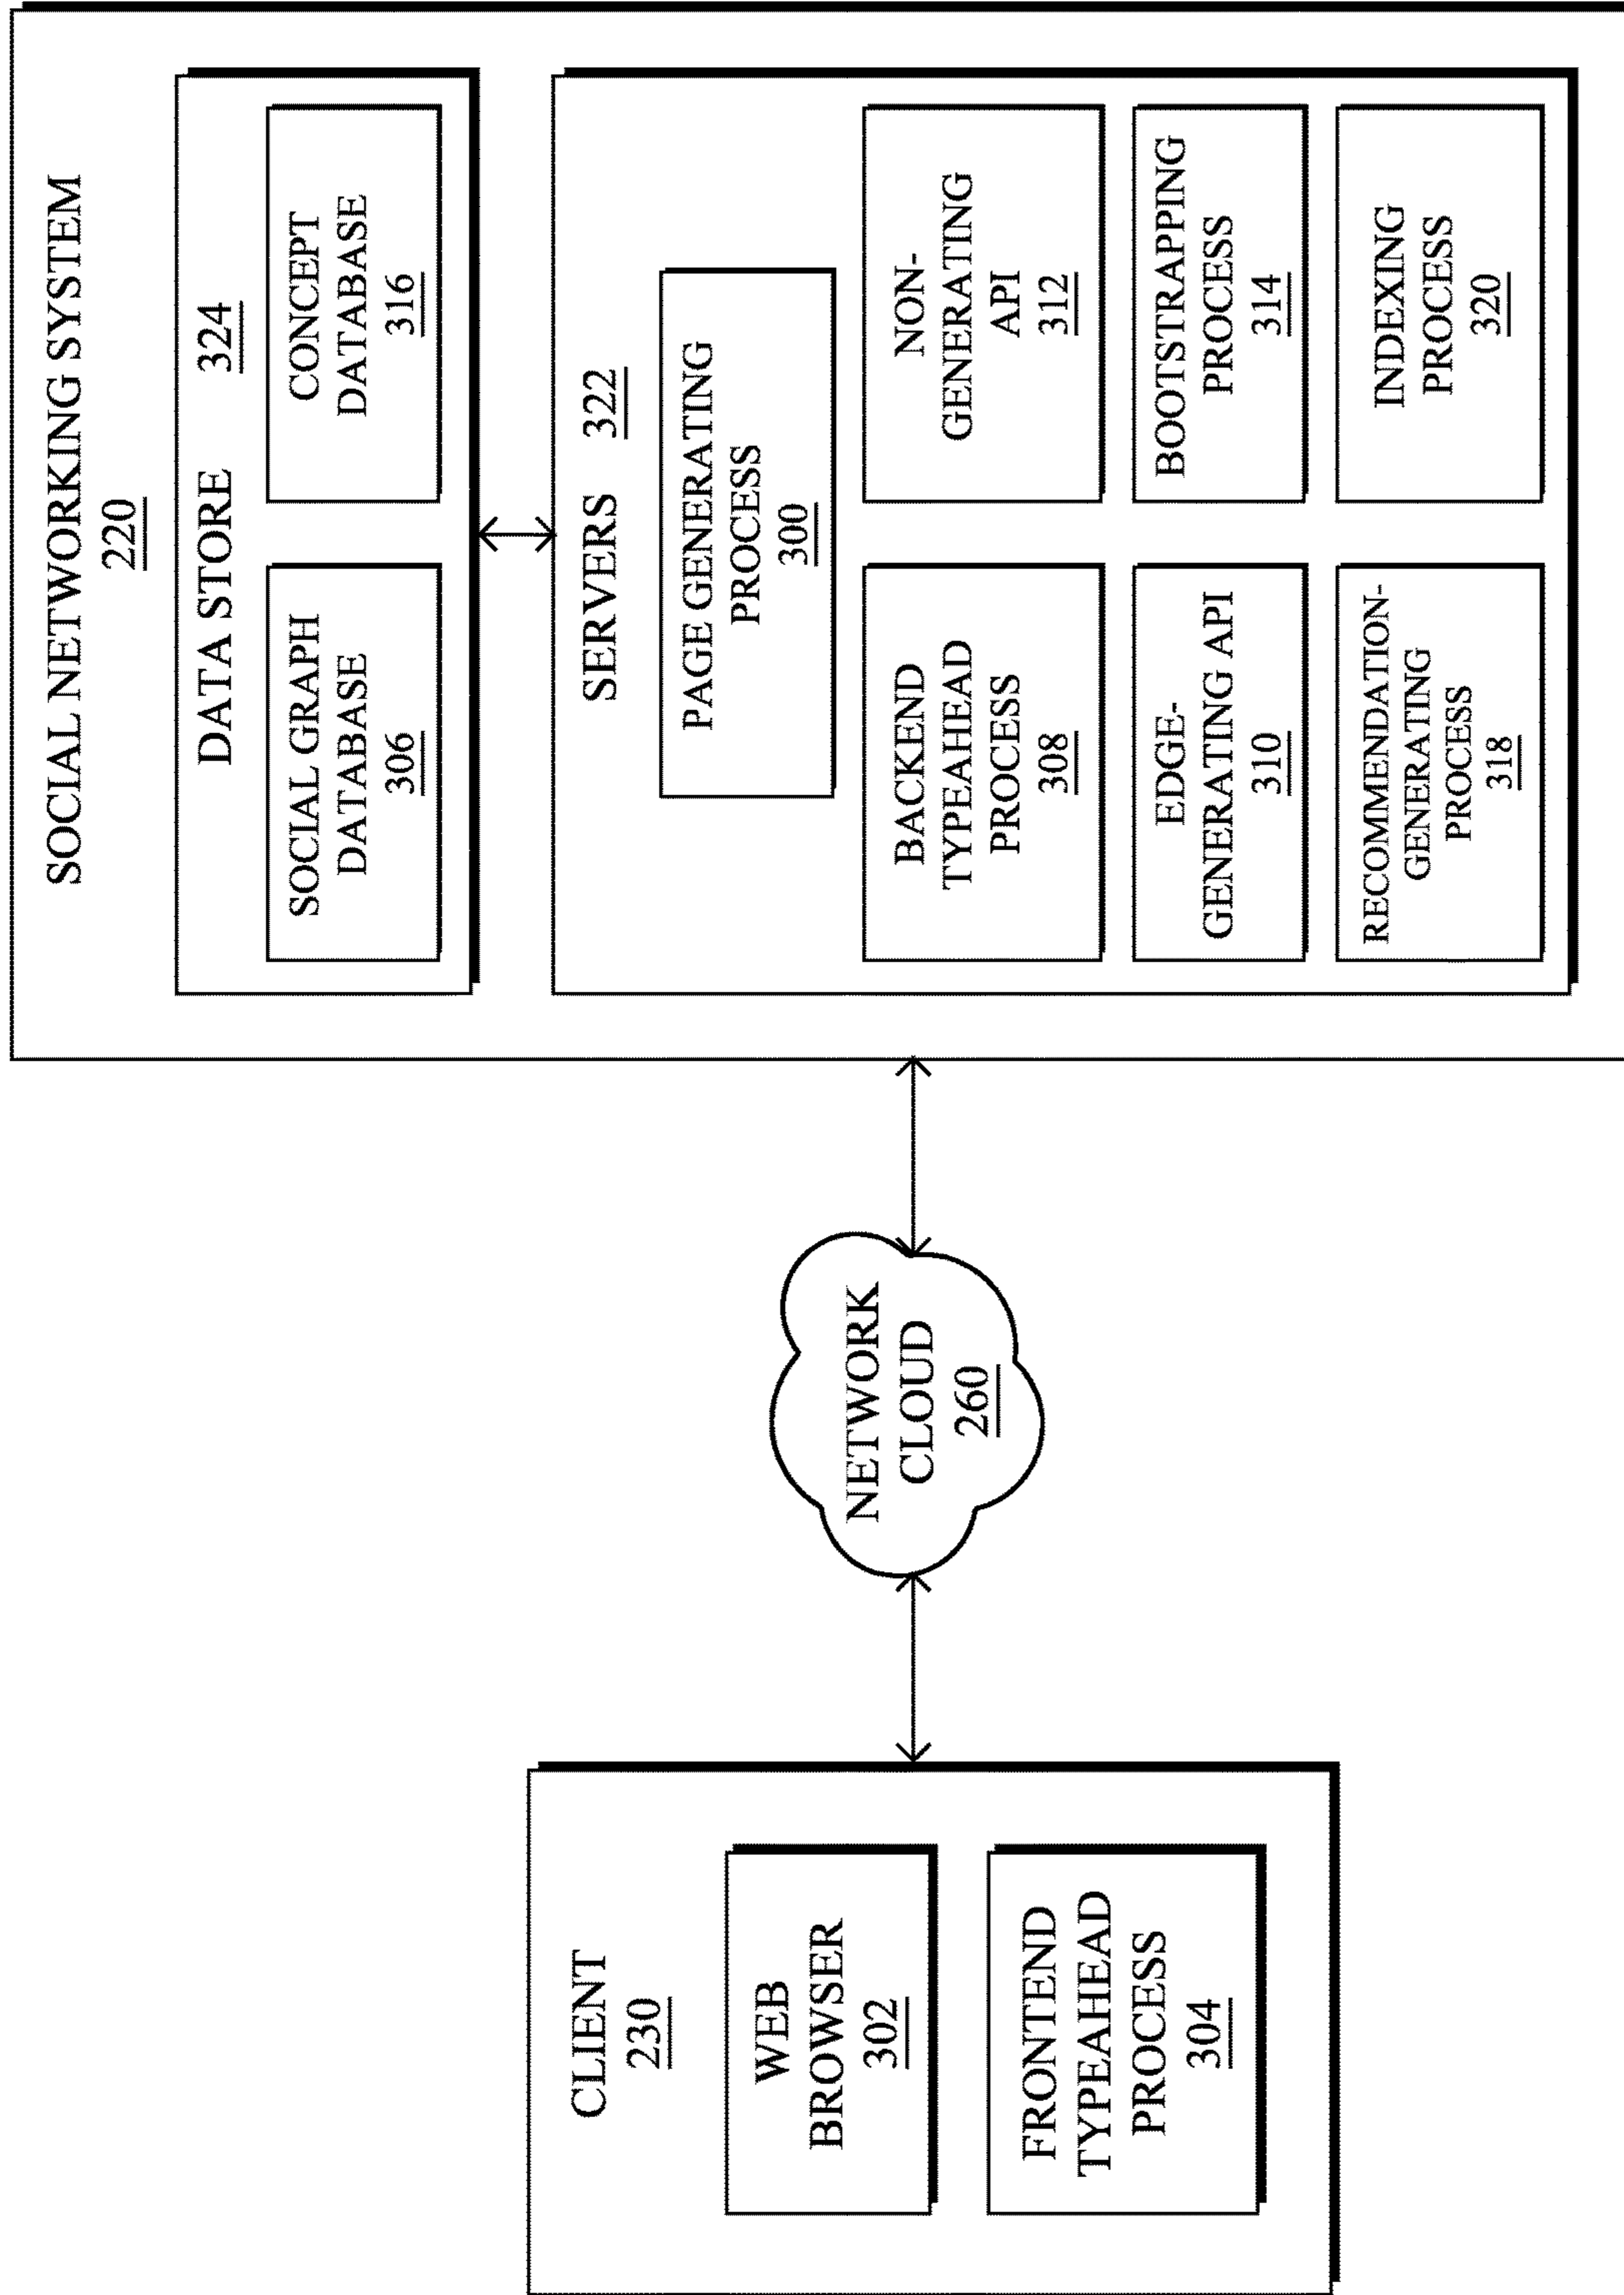 SOCIAL NETWORKING SYSTEM
220
DATA STORE 324
SOCIAL GRAPH
DATABASE
306
CONCEPT
DATABASE
316
SERVERS 322
PAGE GENERATING
PROCESS
300
BACKEND
TYPEAHEAD
PROCESS
308
NON-
GENERATING
API
312
EDGE-
GENERATING API
310
BOOTSTRAPPING
PROCESS
314
RECOMMENDATION-
GENERATING
PROCESS
318
INDEXING
PROCESS
320
NETWORK
CLOUD
260
CLIENT
230
WEB
BROWSER
302
FRONTEND
TYPEAHEAD
PROCESS
304